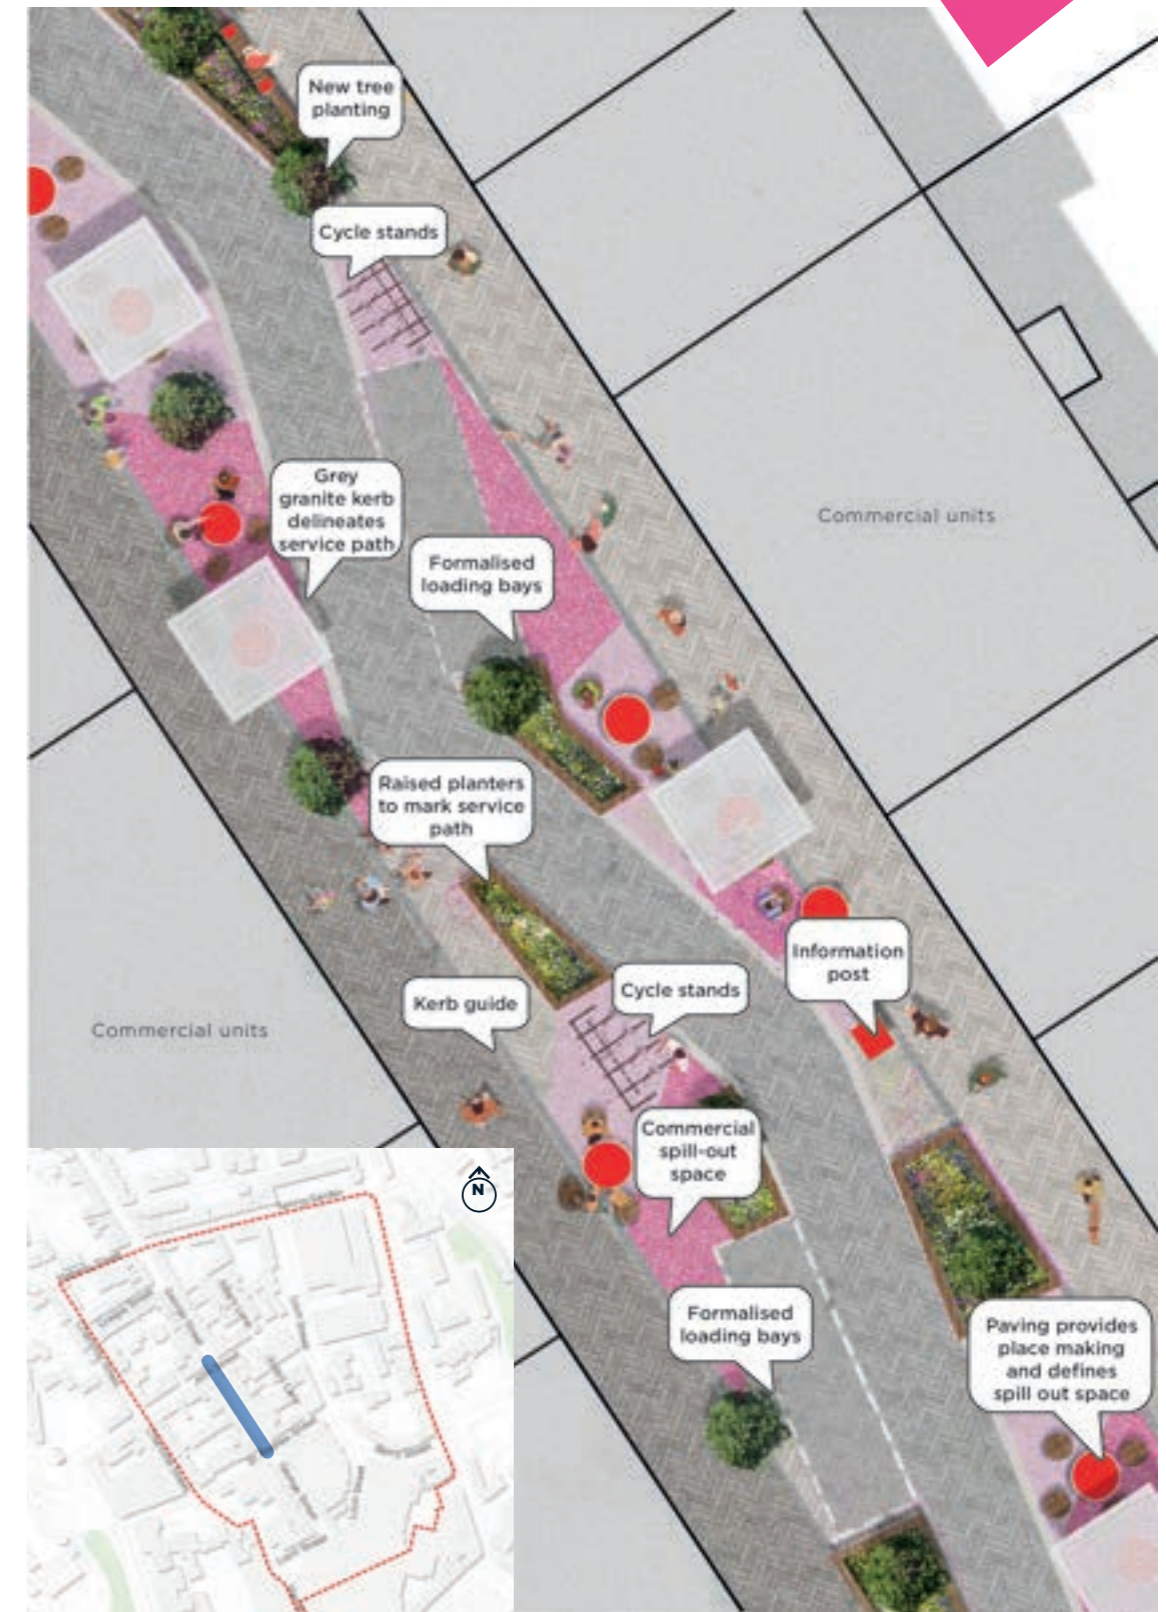 New tree
planting
Cycle stands
Grey
granite kerb
delineates
service path
Commercial units
Formalised
loading bays
Raised planters
to mark service
path
Information
post
Kerb guide
Cycle stands
Commercial units
Commercial
spill-out
space
N
Formalised
loading bays
Paving provides
place making
and defines
spill out space